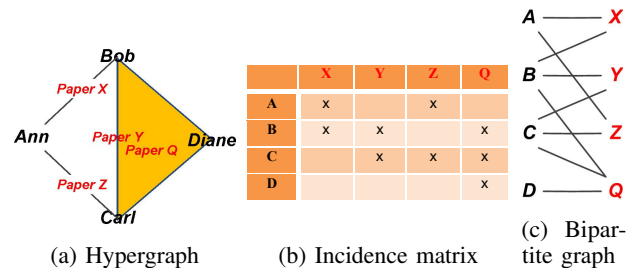 Bob
Paper X
Ann
Paper Y
Paper Q
Diane
Paper Z
Carl
(a) Hypergraph
X Y Z Q
A x x
B x x x
C x x x
D x
(b) Incidence matrix
A X
B Y
C Z
D Q
(c) Bipar-
tite graph